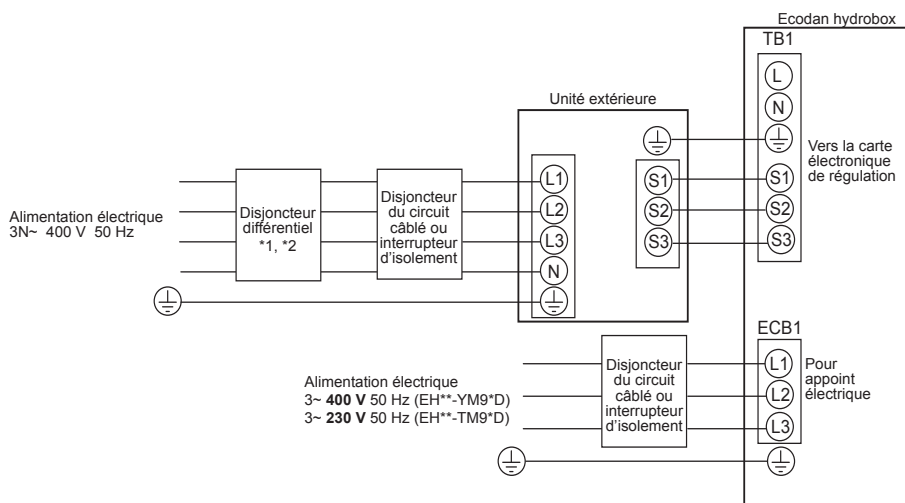 Ecodan hydrobox
TB1
L
N
Unité extérieure
Vers la carte
électronique
de régulation
L1
L2
L3
N
S1
S2
S3
S1
S2
S3
Alimentation électrique
3N~ 400 V 50 Hz
Disjoncteur
différentiel
*1, *2
Disjoncteur
du circuit
câblé ou
interrupteur
d'isolement
ECB1
L1
L2
L3
Pour
appoint
électrique
Disjoncteur
du circuit
câblé ou
interrupteur
d'isolement
Alimentation électrique
3~ 400 V 50 Hz (EH**-YM9*D)
3~ 230 V 50 Hz (EH**-TM9*D)